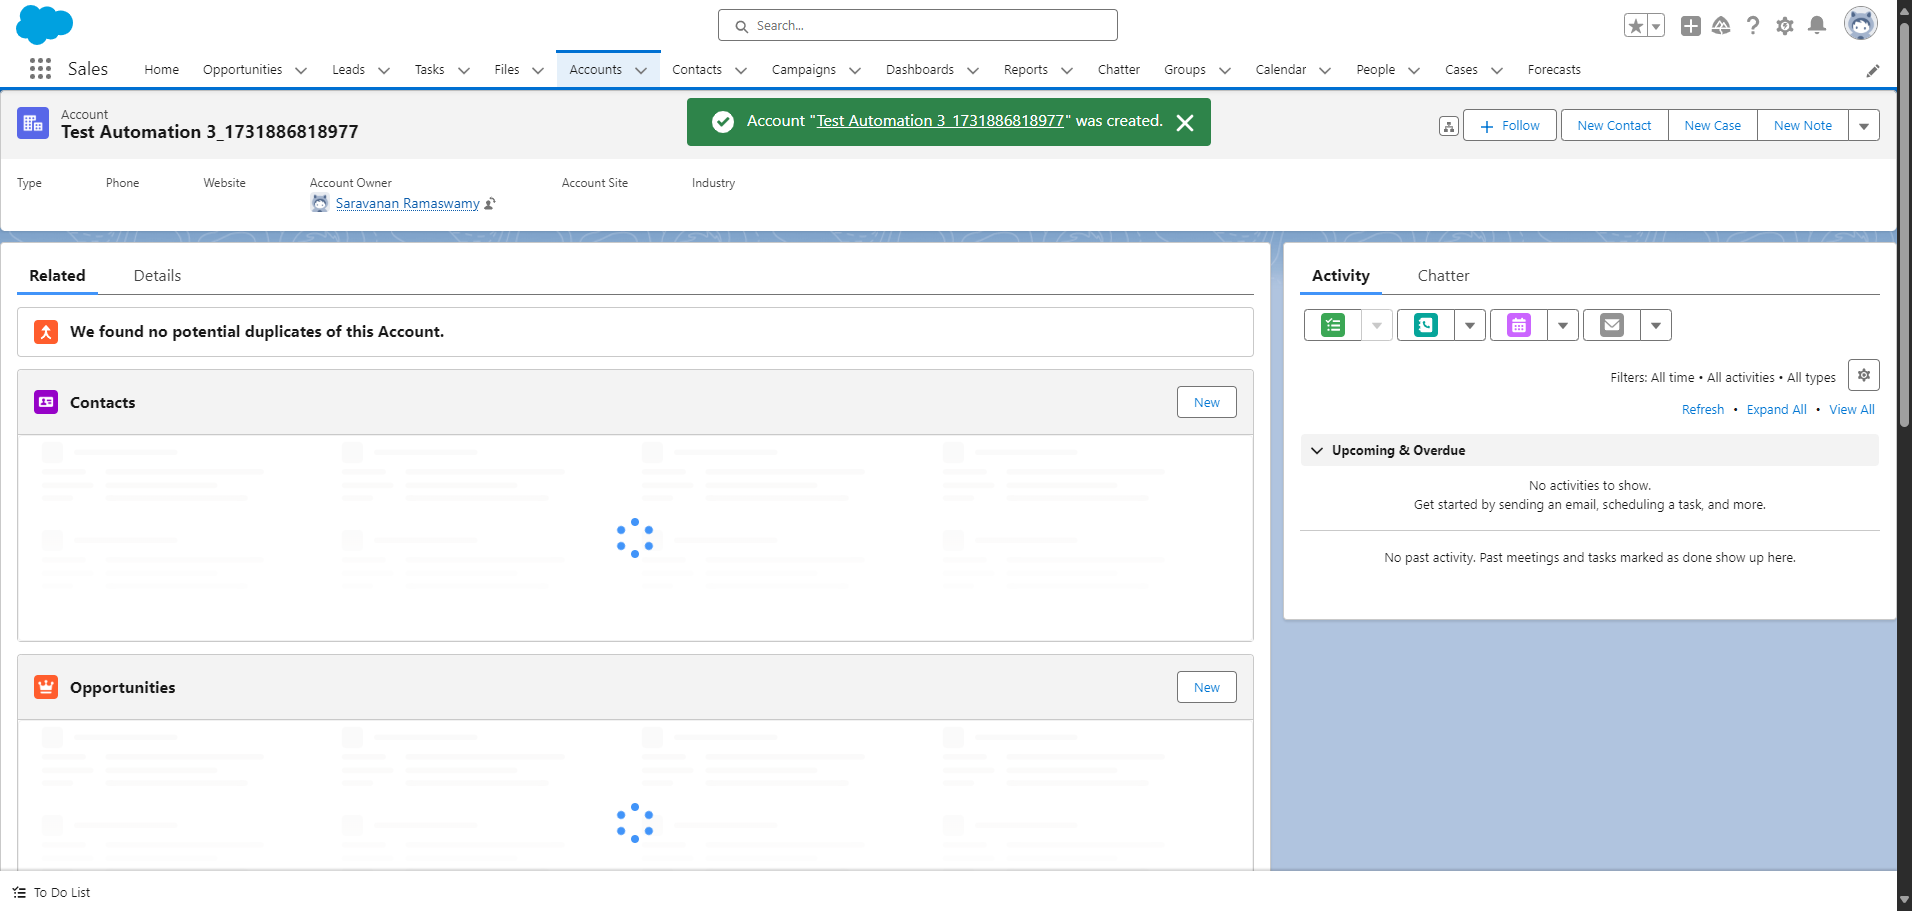 Search...
Sales
Home
Opportunities
Leads
Tasks
Files
Accounts
Contacts
Campaigns
Dashboards
Reports
Chatter
Groups
Calendar
People
Cases
Forecasts
Account
Test Automation 3_1731886818977
Account "Test Automation 3_1731886818977" was created.
Follow
New Contact
New Case
New Note
Type
Phone
Website
Account Owner
Account Site
Industry
Saravanan Ramaswamy
Related
Details
We found no potential duplicates of this Account.
Contacts
New
Opportunities
New
Activity
Chatter
Filters: All time • All activities • All types
Refresh • Expand All • View All
Upcoming & Overdue
No activities to show.
Get started by sending an email, scheduling a task, and more.
No past activity. Past meetings and tasks marked as done show up here.
To Do List